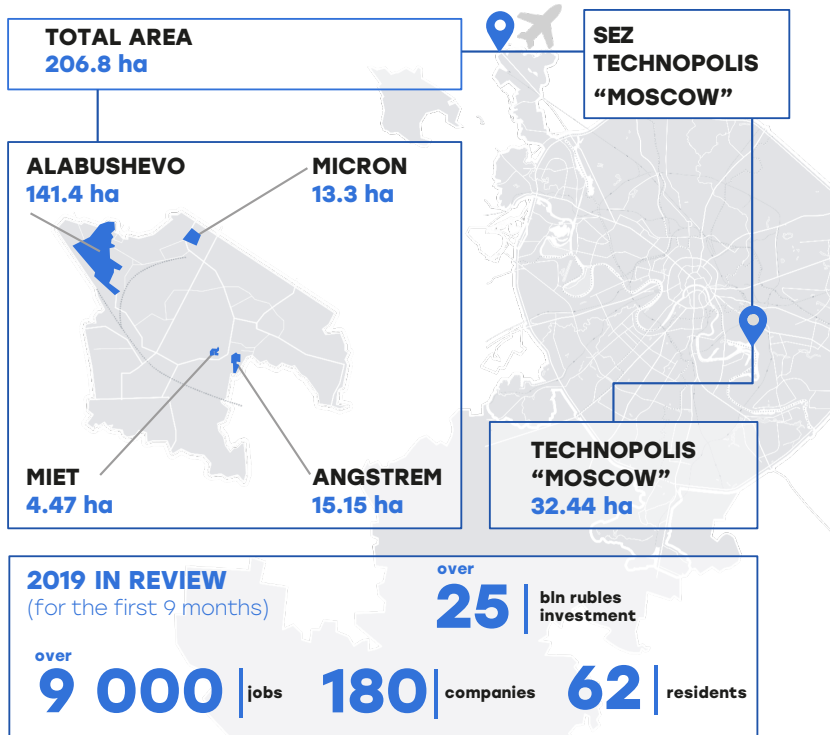 TOTAL AREA
206.8 ha
SEZ
TECHNOPOLIS
“MOSCOW”
ALABUSHEVO
141.4 ha
MICRON
13.3 ha
MIET
4.47 ha
ANGSTREM
15.15 ha
TECHNOPOLIS
“MOSCOW”
32.44 ha
2019 IN REVIEW
(for the first 9 months)
over
25
bln rubles
investment
over
9 000
jobs
180
companies
62
residents